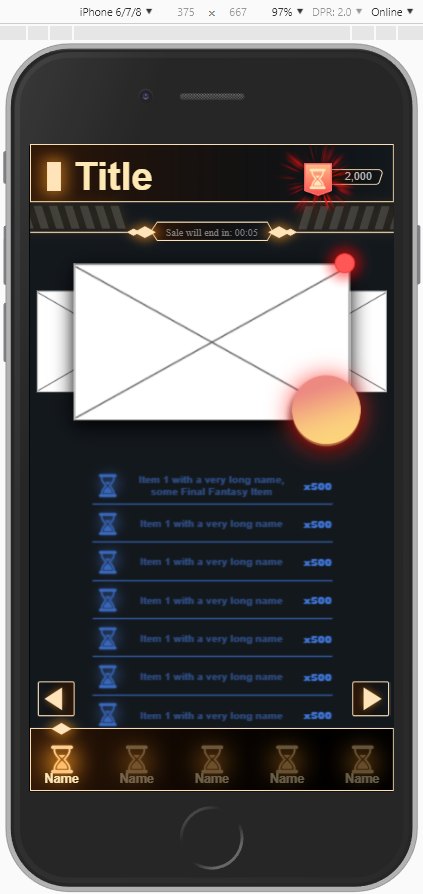 iPhone 6/7/8 ▼ 375 × 667 97% ▼ DPR: 2.0 ▼ Online ▼
Title
2,000
Sale will end in: 00:05
Item 1 with a very long name,
some Final Fantasy Item
x500
Item 1 with a very long name x500
Item 1 with a very long name x500
Item 1 with a very long name x500
Item 1 with a very long name x500
Item 1 with a very long name x500
Item 1 with a very long name x500
Name Name Name Name Name